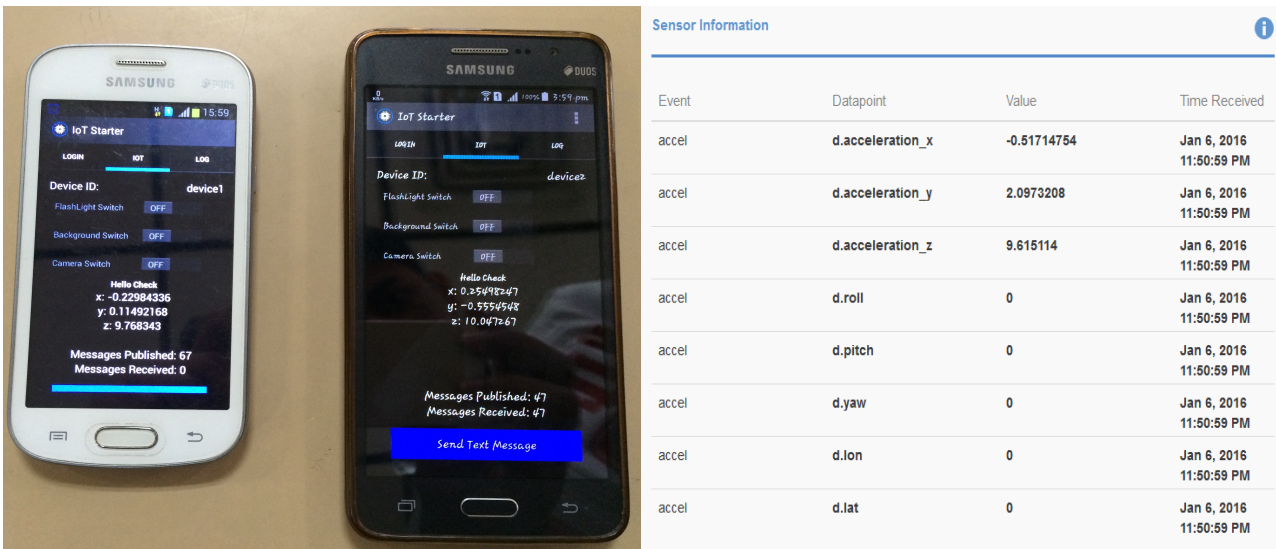 SAMSUNG
DUOS
15:59
IoT Starter
LOGIN IOT LOG
Device ID: device1
FlashLight Switch OFF
Background Switch OFF
Camera Switch OFF
Hello Check
x: -0.22984336
y: 0.11492168
z: 9.768343
Messages Published: 67
Messages Received: 0
SAMSUNG DUOS
0 1 100% 3:59 pm
IoT Starter
LOGIN IOT LOG
Device ID: device2
FlashLight Switch OFF
Background Switch OFF
Camera Switch OFF
Hello Check
x: 0.25498247
y: -0.5554548
z: 10.047267
Messages Published: 47
Messages Received: 47
Send Text Message
Sensor Information
Event Datapoint Value Time Received
accel d.acceleration_x -0.51714754 Jan 6, 2016
11:50:59 PM
accel d.acceleration_y 2.0973208 Jan 6, 2016
11:50:59 PM
accel d.acceleration_z 9.615114 Jan 6, 2016
11:50:59 PM
accel d.roll 0 Jan 6, 2016
11:50:59 PM
accel d.pitch 0 Jan 6, 2016
11:50:59 PM
accel d.yaw 0 Jan 6, 2016
11:50:59 PM
accel d.lon 0 Jan 6, 2016
11:50:59 PM
accel d.lat 0 Jan 6, 2016
11:50:59 PM